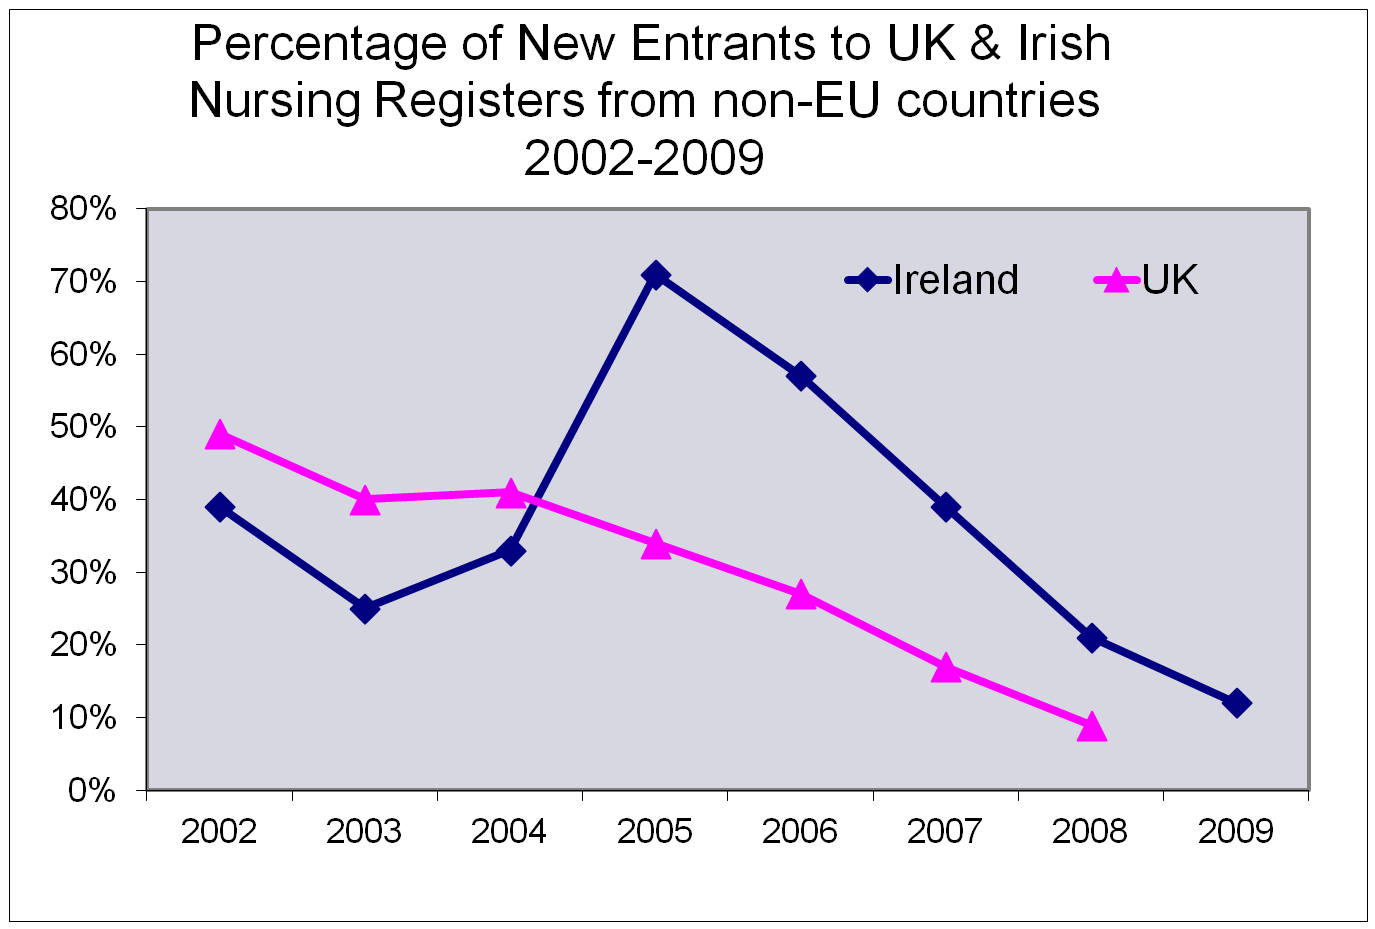 Percentage of New Entrants to UK & Irish
Nursing Registers from non-EU countries
2002-2009
80%
70%
60%
50%
40%
30%
20%
10%
0%
Ireland UK
2002 2003 2004 2005 2006 2007 2008 2009